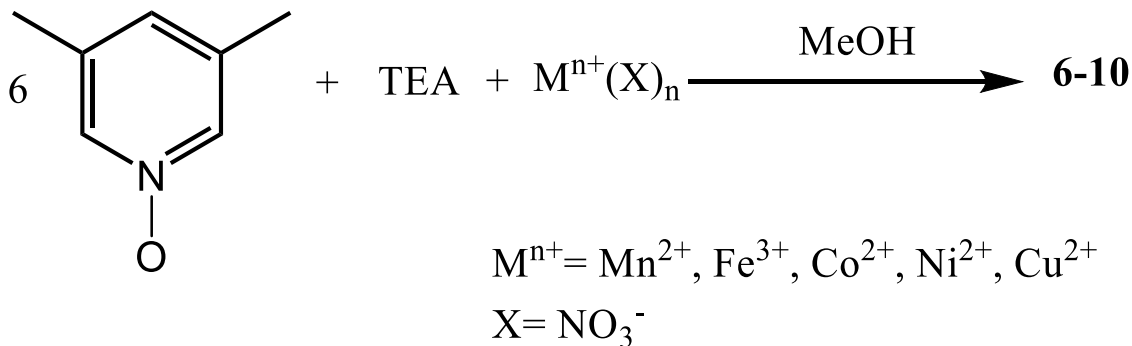 6 N O + TEA + Mⁿ⁺(X)ₙ MeOH 6-10
Mⁿ⁺= Mn²⁺, Fe³⁺, Co²⁺, Ni²⁺, Cu²⁺
X= NO₃⁻